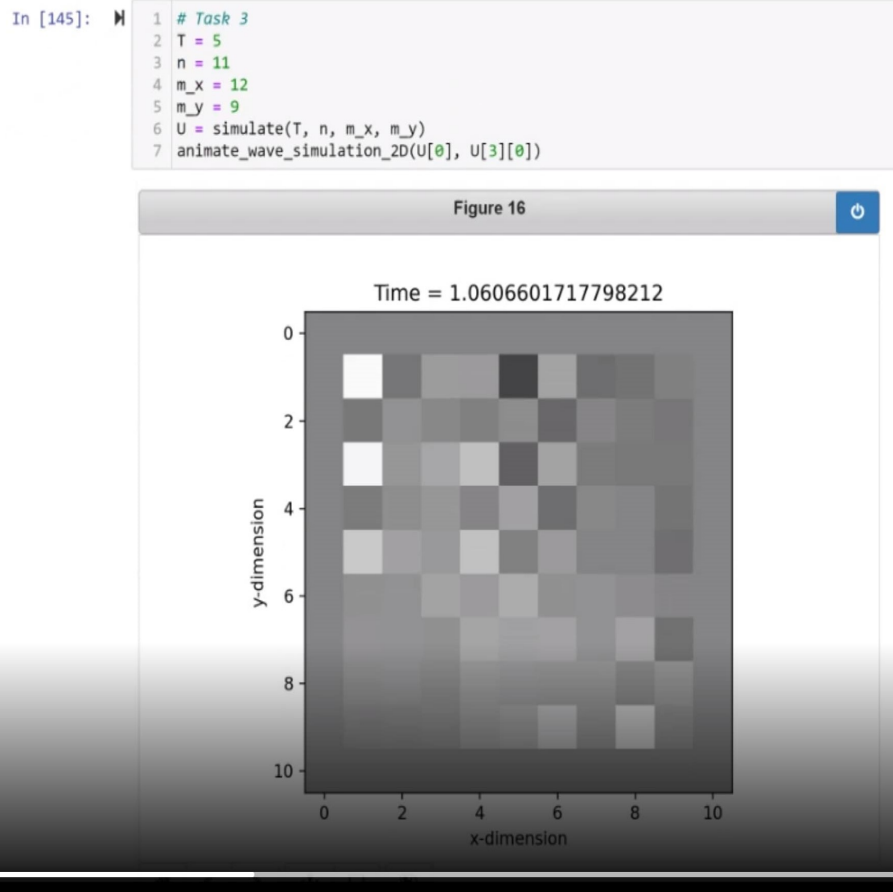 In [145]:
1 # Task 3
2 T = 5
3 n = 11
4 m_x = 12
5 m_y = 9
6 U = simulate(T, n, m_x, m_y)
7 animate_wave_simulation_2D(U[0], U[3][0])
Figure 16
Time = 1.0606601717798212
0
2
4
6
8
10
y-dimension
0 2 4 6 8 10
x-dimension